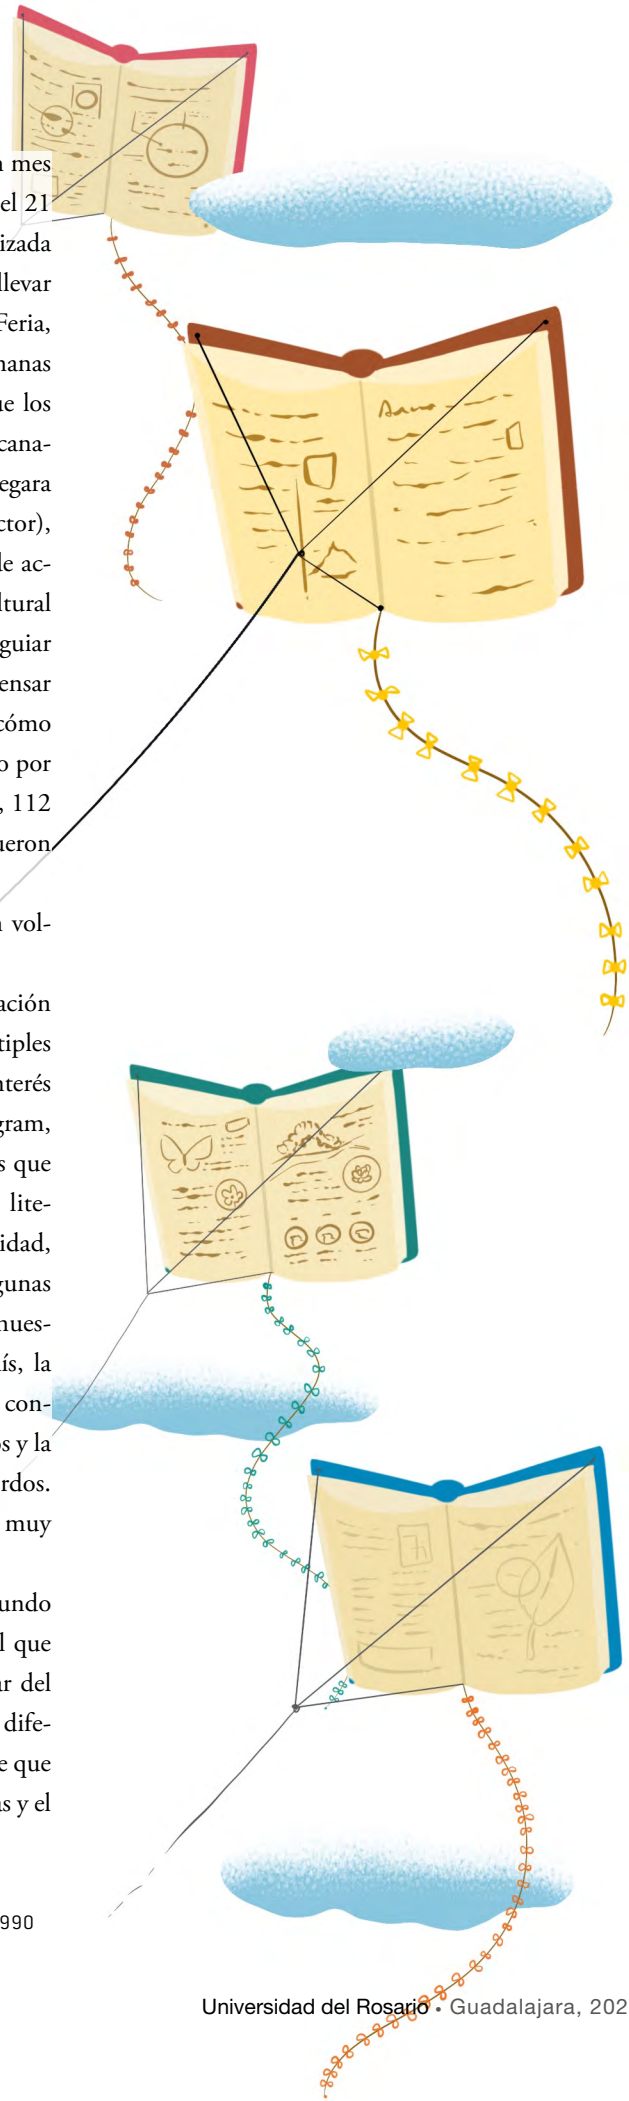 mes
el 21
izada
llevar
Feria,
nanas
ue los
cana-
egara
ctor),
le ac-
ltural
guiar
ensar
cómo
o por
, 112
ueron
vol-
ación
tiples
nterés
gram,
s que
lite-
idad,
gunas
nues-
ís, la
con-
s y la
rdos.
muy
undo
l que
ar del
dife-
e que
as y el
990
Universidad del Rosario • Guadalajara, 202